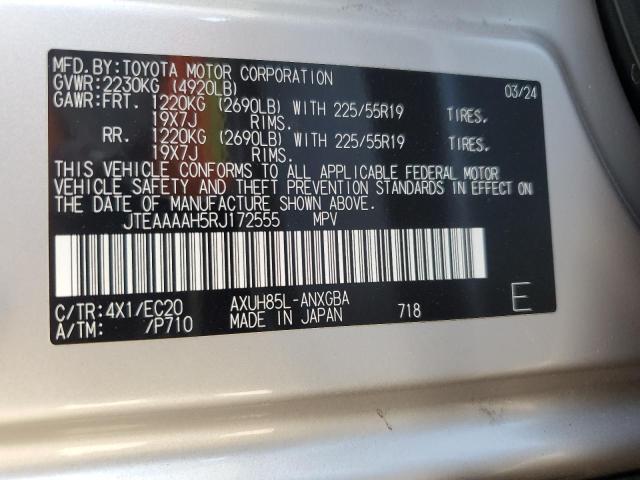 MFD.BY:TOYOTA MOTOR CORPORATION 03/24
GVWR:2230KG (4920LB)
GAWR:FRT. 1220KG (2690LB) WITH 225/55R19 TIRES.
19X7J RIMS.
RR. 1220KG (2690LB) WITH 225/55R19 TIRES.
19X7J RIMS.
THIS VEHICLE CONFORMS TO ALL APPLICABLE FEDERAL MOTOR
VEHICLE SAFETY AND THEFT PREVENTION STANDARDS IN EFFECT ON
THE DATE OF MANUFACTURE SHOWN ABOVE.
JTEAAAAH5RJ172555 MPV
C/TR:4X1/EC20 AXUH85L-ANXGBA E
A/TM: /P710 MADE IN JAPAN 718